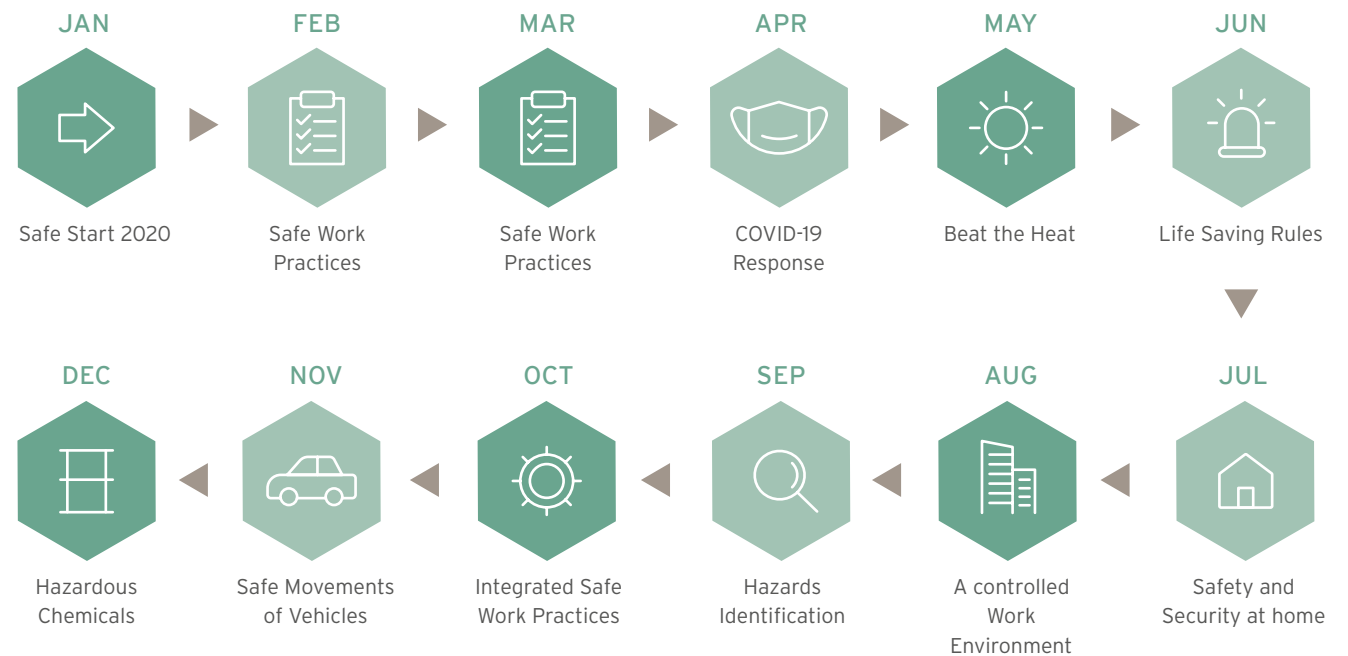 JAN
FEB
MAR
APR
MAY
JUN
Safe Start 2020
Safe Work
Practices
Safe Work
Practices
COVID-19
Response
Beat the Heat
Life Saving Rules
DEC
NOV
OCT
SEP
AUG
JUL
Hazardous
Chemicals
Safe Movements
of Vehicles
Integrated Safe
Work Practices
Hazards
Identification
A controlled
Work
Environment
Safety and
Security at home